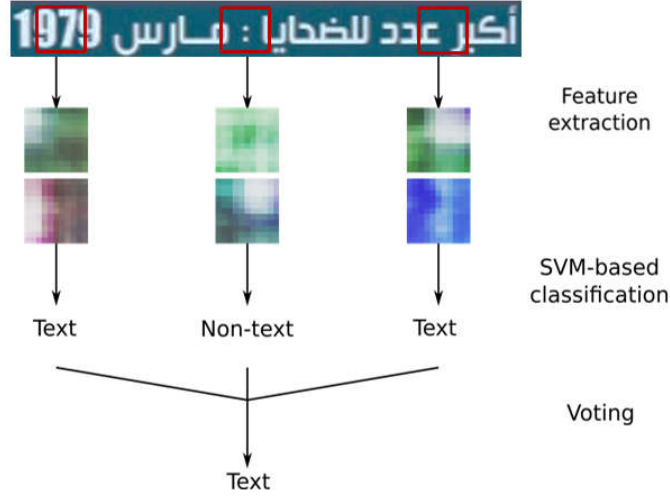 أكبر عدد للضحايا : مـارس 1979
Feature
extraction
SVM-based
classification
Text
Non-text
Text
Voting
Text